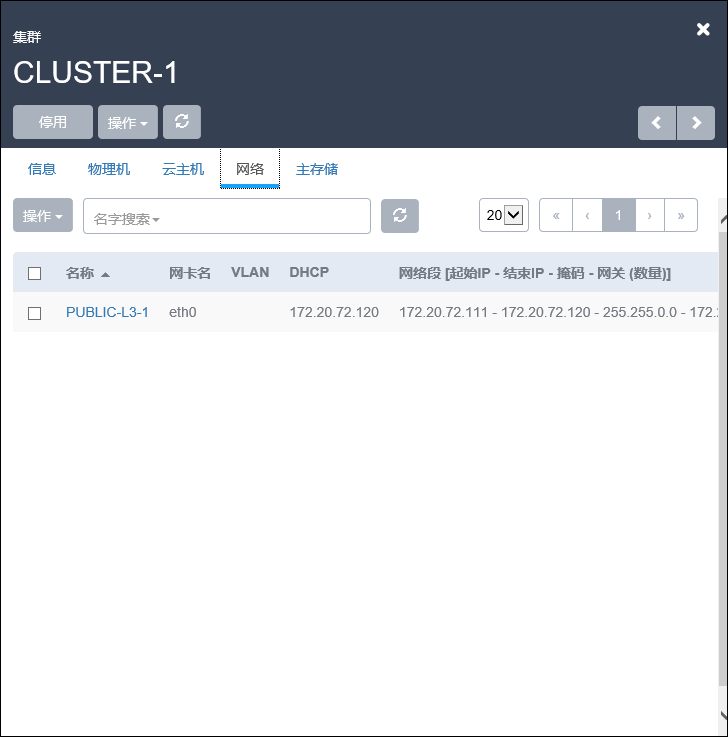 集群
CLUSTER-1
停用 操作
信息 物理机 云主机 网络 主存储
操作 名字搜索 20 « ‹ 1 › »
名称 网卡名 VLAN DHCP 网络段 [起始IP - 结束IP - 掩码 - 网关 (数量)]
PUBLIC-L3-1 eth0 172.20.72.120 172.20.72.111 - 172.20.72.120 - 255.255.0.0 - 172.